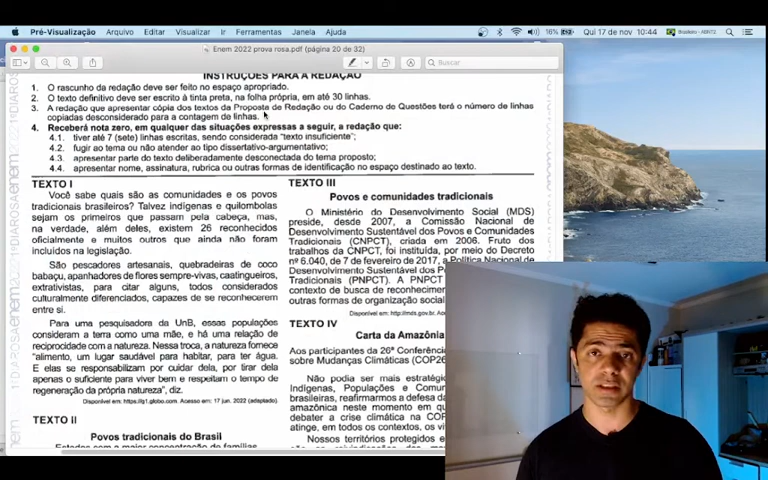 Pré-Visualização Arquivo Editar Visualizar Ir Ferramentas Janela Ajuda
16% Qui 17 de nov 10:44 Brasileiro - ABNT2
Enem 2022 prova rosa.pdf (página 20 de 32)
Buscar
INSTRUÇÕES PARA A REDAÇÃO
1. O rascunho da redação deve ser feito no espaço apropriado.
2. O texto definitivo deve ser escrito à tinta preta, na folha própria, em até 30 linhas.
3. A redação que apresentar cópia dos textos da Proposta de Redação ou do Caderno de Questões terá o número de linhas
copiadas desconsiderado para a contagem de linhas.
4. Receberá nota zero, em qualquer das situações expressas a seguir, a redação que:
4.1. tiver até 7 (sete) linhas escritas, sendo considerada "texto insuficiente";
4.2. fugir ao tema ou não atender ao tipo dissertativo-argumentativo;
4.3. apresentar parte do texto deliberadamente desconectada do tema proposto;
4.4. apresentar nome, assinatura, rubrica ou outras formas de identificação no espaço destinado ao texto.
TEXTO I
Você sabe quais são as comunidades e os povos
tradicionais brasileiros? Talvez indígenas e quilombolas
sejam os primeiros que passam pela cabeça, mas,
na verdade, além deles, existem 26 reconhecidos
oficialmente e muitos outros que ainda não foram
incluídos na legislação.
São pescadores artesanais, quebradeiras de coco
babaçu, apanhadores de flores sempre-vivas, caatingueiros,
extrativistas, para citar alguns, todos considerados
culturalmente diferenciados, capazes de se reconhecerem
entre si.
Para uma pesquisadora da UnB, essas populações
consideram a terra como uma mãe, e há uma relação de
reciprocidade com a natureza. Nessa troca, a natureza fornece
"alimento, um lugar saudável para habitar, para ter água.
E elas se responsabilizam por cuidar dela, por tirar dela
apenas o suficiente para viver bem e respeitam o tempo de
regeneração da própria natureza", diz.
Disponível em: https://g1.globo.com. Acesso em: 17 jun. 2022 (adaptado).
TEXTO II
Povos tradicionais do Brasil
Estados com a maior concentração de famílias
TEXTO III
Povos e comunidades tradicionais
O Ministério do Desenvolvimento Social (MDS)
preside, desde 2007, a Comissão Nacional de
Desenvolvimento Sustentável dos Povos e Comunidades
Tradicionais (CNPCT), criada em 2006. Fruto dos
trabalhos da CNPCT, foi instituída, por meio do Decreto
nº 6.040, de 7 de fevereiro de 2017, a Política Nacional de
Desenvolvimento Sustentável dos Po
Tradicionais (PNPCT). A PNPCT
contexto de busca de reconhecimen
outras formas de organização social
Disponível em: http://mds.gov.br. Ac
TEXTO IV
Carta da Amazônia
Aos participantes da 26ª Conferênci
sobre Mudanças Climáticas (COP26
Não podia ser mais estratégic
Indígenas, Populações e Comun
brasileiras, reafirmarmos a defesa da
amazônica neste momento em qu
debater a crise climática na COP
atinge, em todos os contextos, os vi
Nossos territórios protegidos e